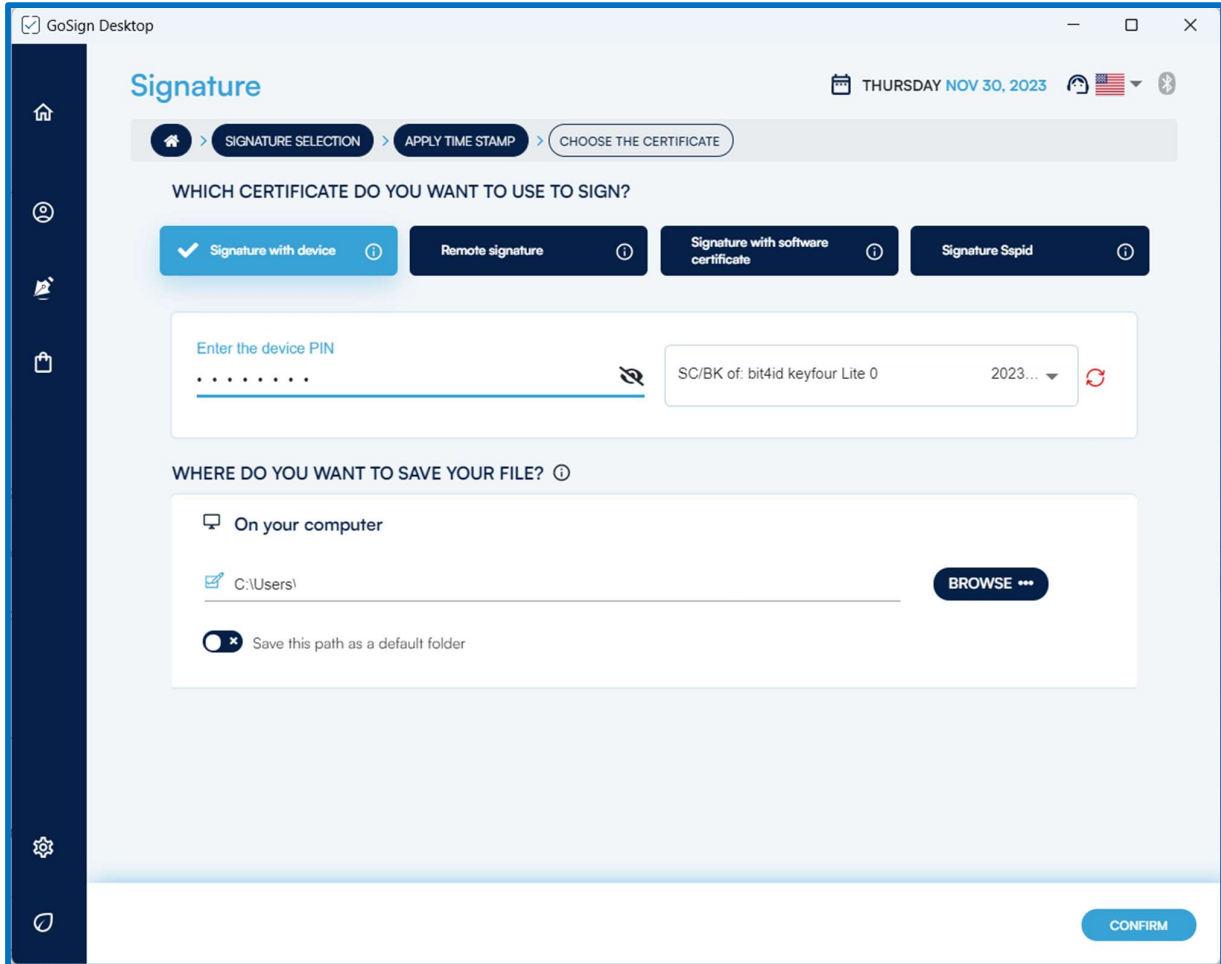 GoSign Desktop
Signature
THURSDAY NOV 30, 2023
SIGNATURE SELECTION > APPLY TIME STAMP > CHOOSE THE CERTIFICATE
WHICH CERTIFICATE DO YOU WANT TO USE TO SIGN?
Signature with device
Remote signature
Signature with software
certificate
Signature Sspid
Enter the device PIN
• • • • • • • •
SC/BK of: bit4id keyfour Lite 0 2023...
WHERE DO YOU WANT TO SAVE YOUR FILE?
On your computer
C:\Users\
BROWSE •••
Save this path as a default folder
CONFIRM